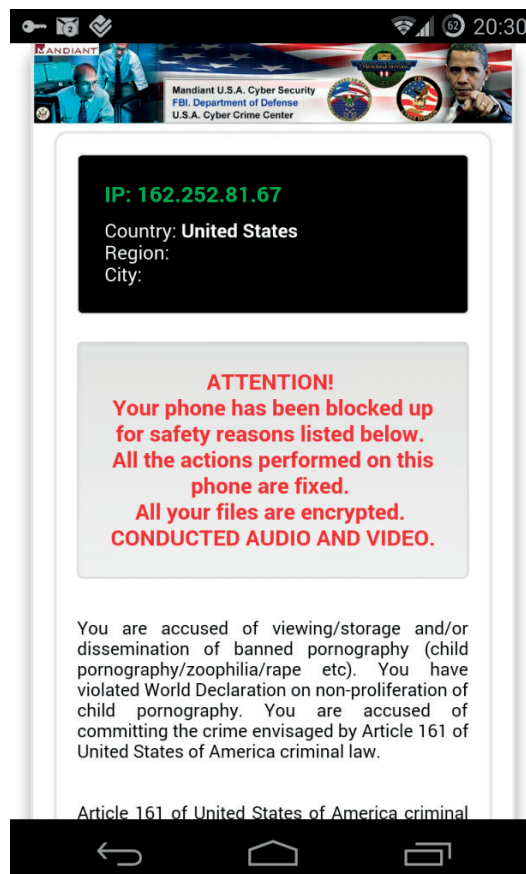 2
62
20:30
MANDIANT
Mandiant U.S.A. Cyber Security
FBI. Department of Defense
U.S.A. Cyber Crime Center
IP: 162.252.81.67
Country: United States
Region:
City:
ATTENTION!
Your phone has been blocked up
for safety reasons listed below.
All the actions performed on this
phone are fixed.
All your files are encrypted.
CONDUCTED AUDIO AND VIDEO.
You are accused of viewing/storage and/or
dissemination of banned pornography (child
pornography/zoophilia/rape etc). You have
violated World Declaration on non-proliferation of
child pornography. You are accused of
committing the crime envisaged by Article 161 of
United States of America criminal law.
Article 161 of United States of America criminal